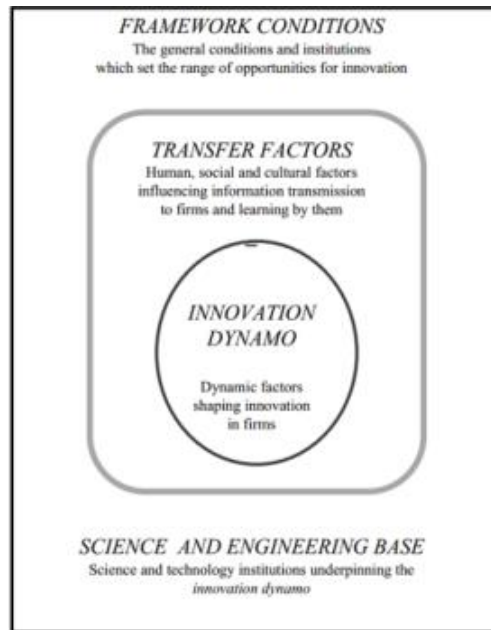 FRAMEWORK CONDITIONS
The general conditions and institutions
which set the range of opportunities for innovation
TRANSFER FACTORS
Human, social and cultural factors
influencing information transmission
to firms and learning by them
INNOVATION
DYNAMO
Dynamic factors
shaping innovation
in firms
SCIENCE AND ENGINEERING BASE
Science and technology institutions underpinning the
innovation dynamo